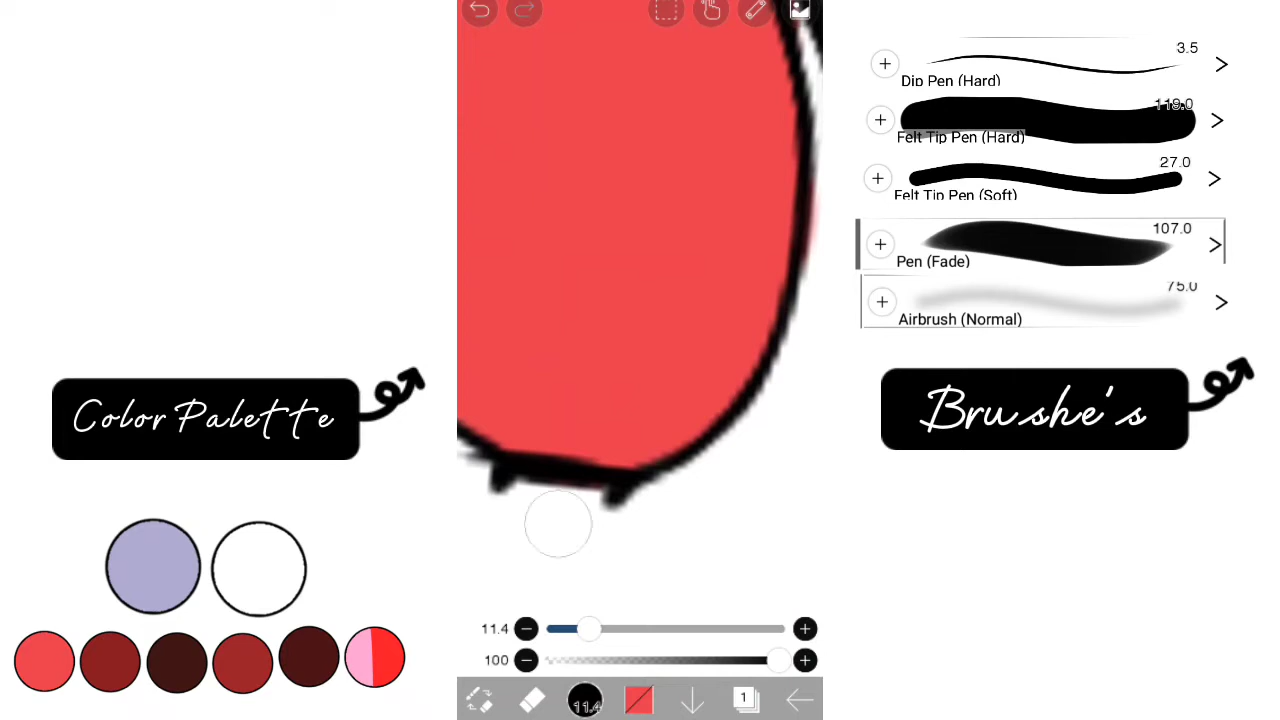 Color Palette
11.4
100
11.4
1
3.5
Dip Pen (Hard)
119.0
Felt Tip Pen (Hard)
27.0
Felt Tip Pen (Soft)
107.0
Pen (Fade)
75.0
Airbrush (Normal)
Brushe's